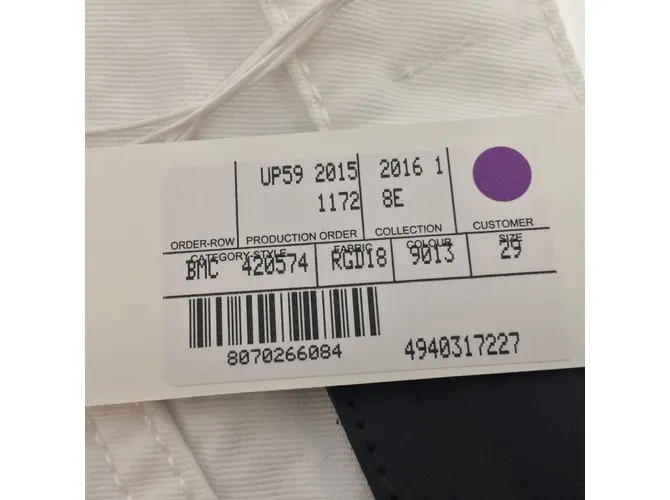 UP59 2015 2016 1
1172 8E
ORDER-ROW PRODUCTION ORDER COLLECTION CUSTOMER
CATEGORY-STYLE FABRIC COLOUR SIZE
BMC 420574 RGD18 9013 29
8070266084 4940317227